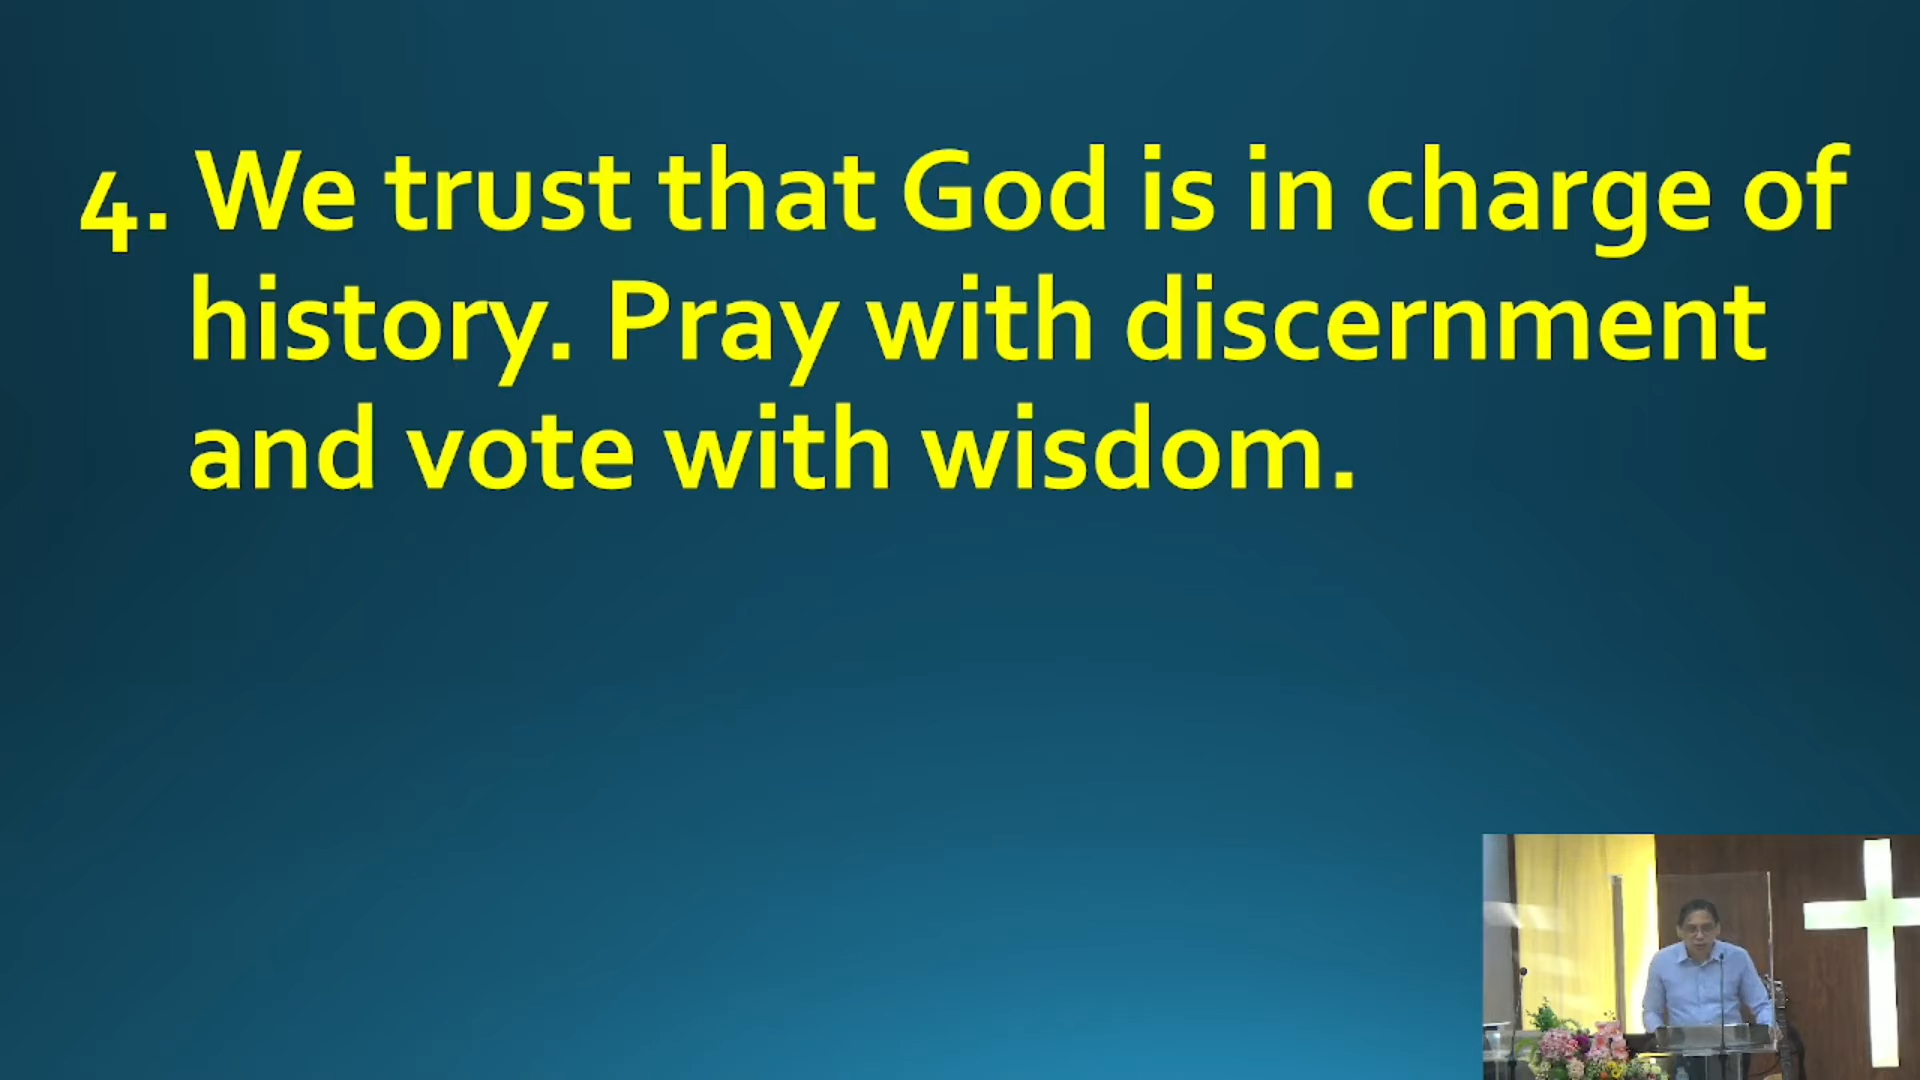 4. We trust that God is in charge of
history. Pray with discernment
and vote with wisdom.